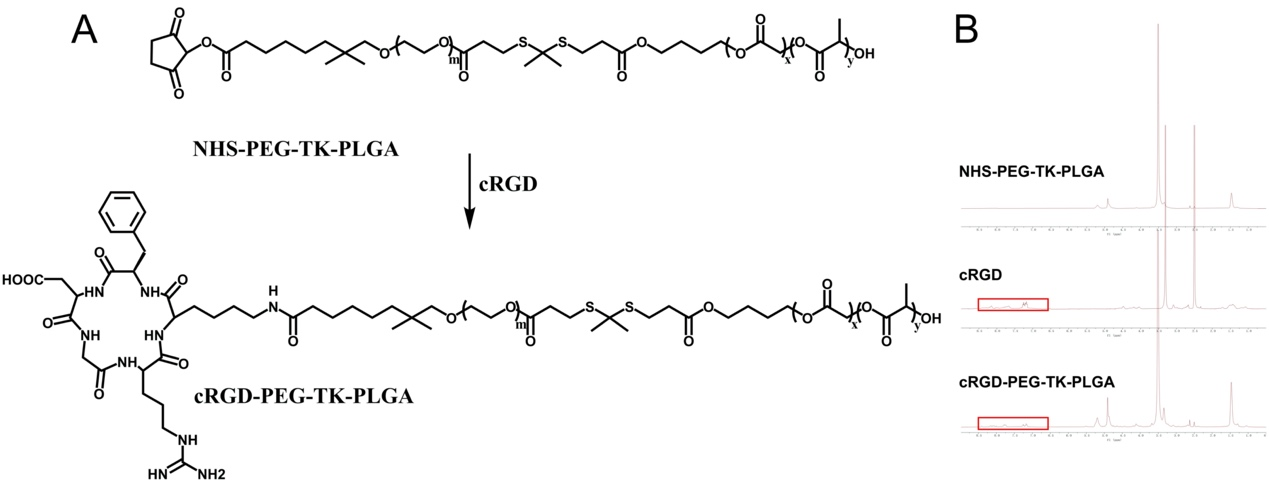 A
B
O
O
O
O
O
O
O
m
O
S
S
O
O
O
O
x
O
O
y
OH
NHS-PEG-TK-PLGA
cRGD
NHS-PEG-TK-PLGA
cRGD
cRGD-PEG-TK-PLGA
HOOC
O
NH
NH
O
O
NH
NH
O
NH
O
O
H
N
O
O
O
m
O
S
S
O
O
O
O
x
O
O
y
OH
cRGD-PEG-TK-PLGA
NH
HN
NH2